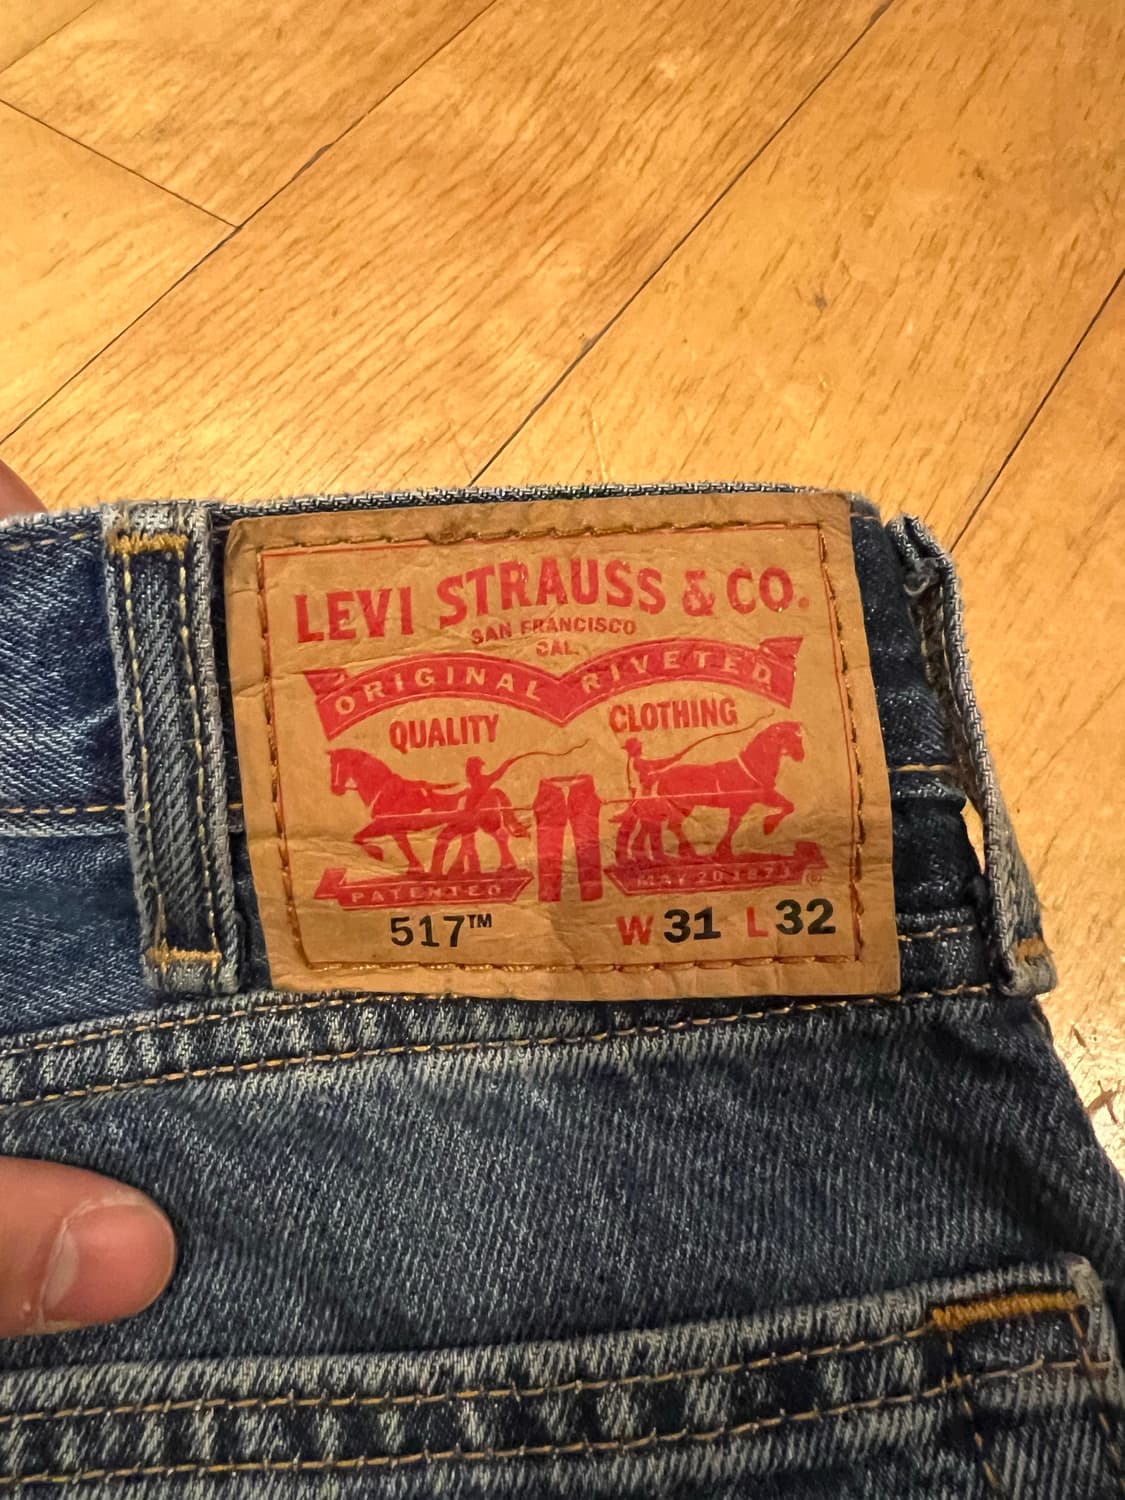 LEVI STRAUSS & CO.
SAN FRANCISCO
CAL.
ORIGINAL RIVETED
QUALITY CLOTHING
PATENTED MAY 20 1873 ®
517™ W 31 L 32